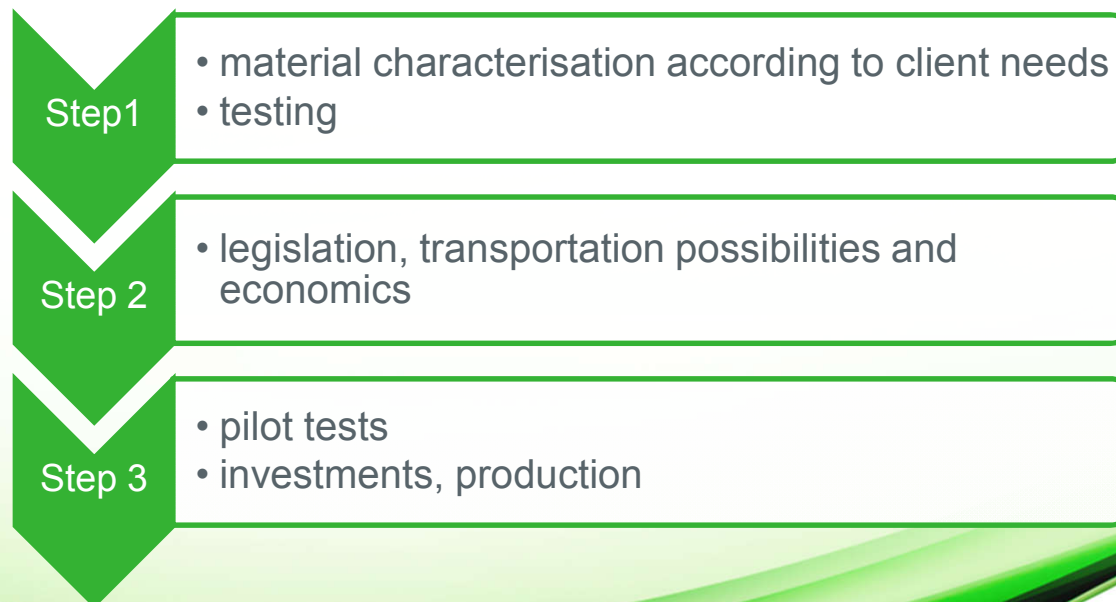 Step1
• material characterisation according to client needs
• testing
Step 2
• legislation, transportation possibilities and
economics
Step 3
• pilot tests
• investments, production